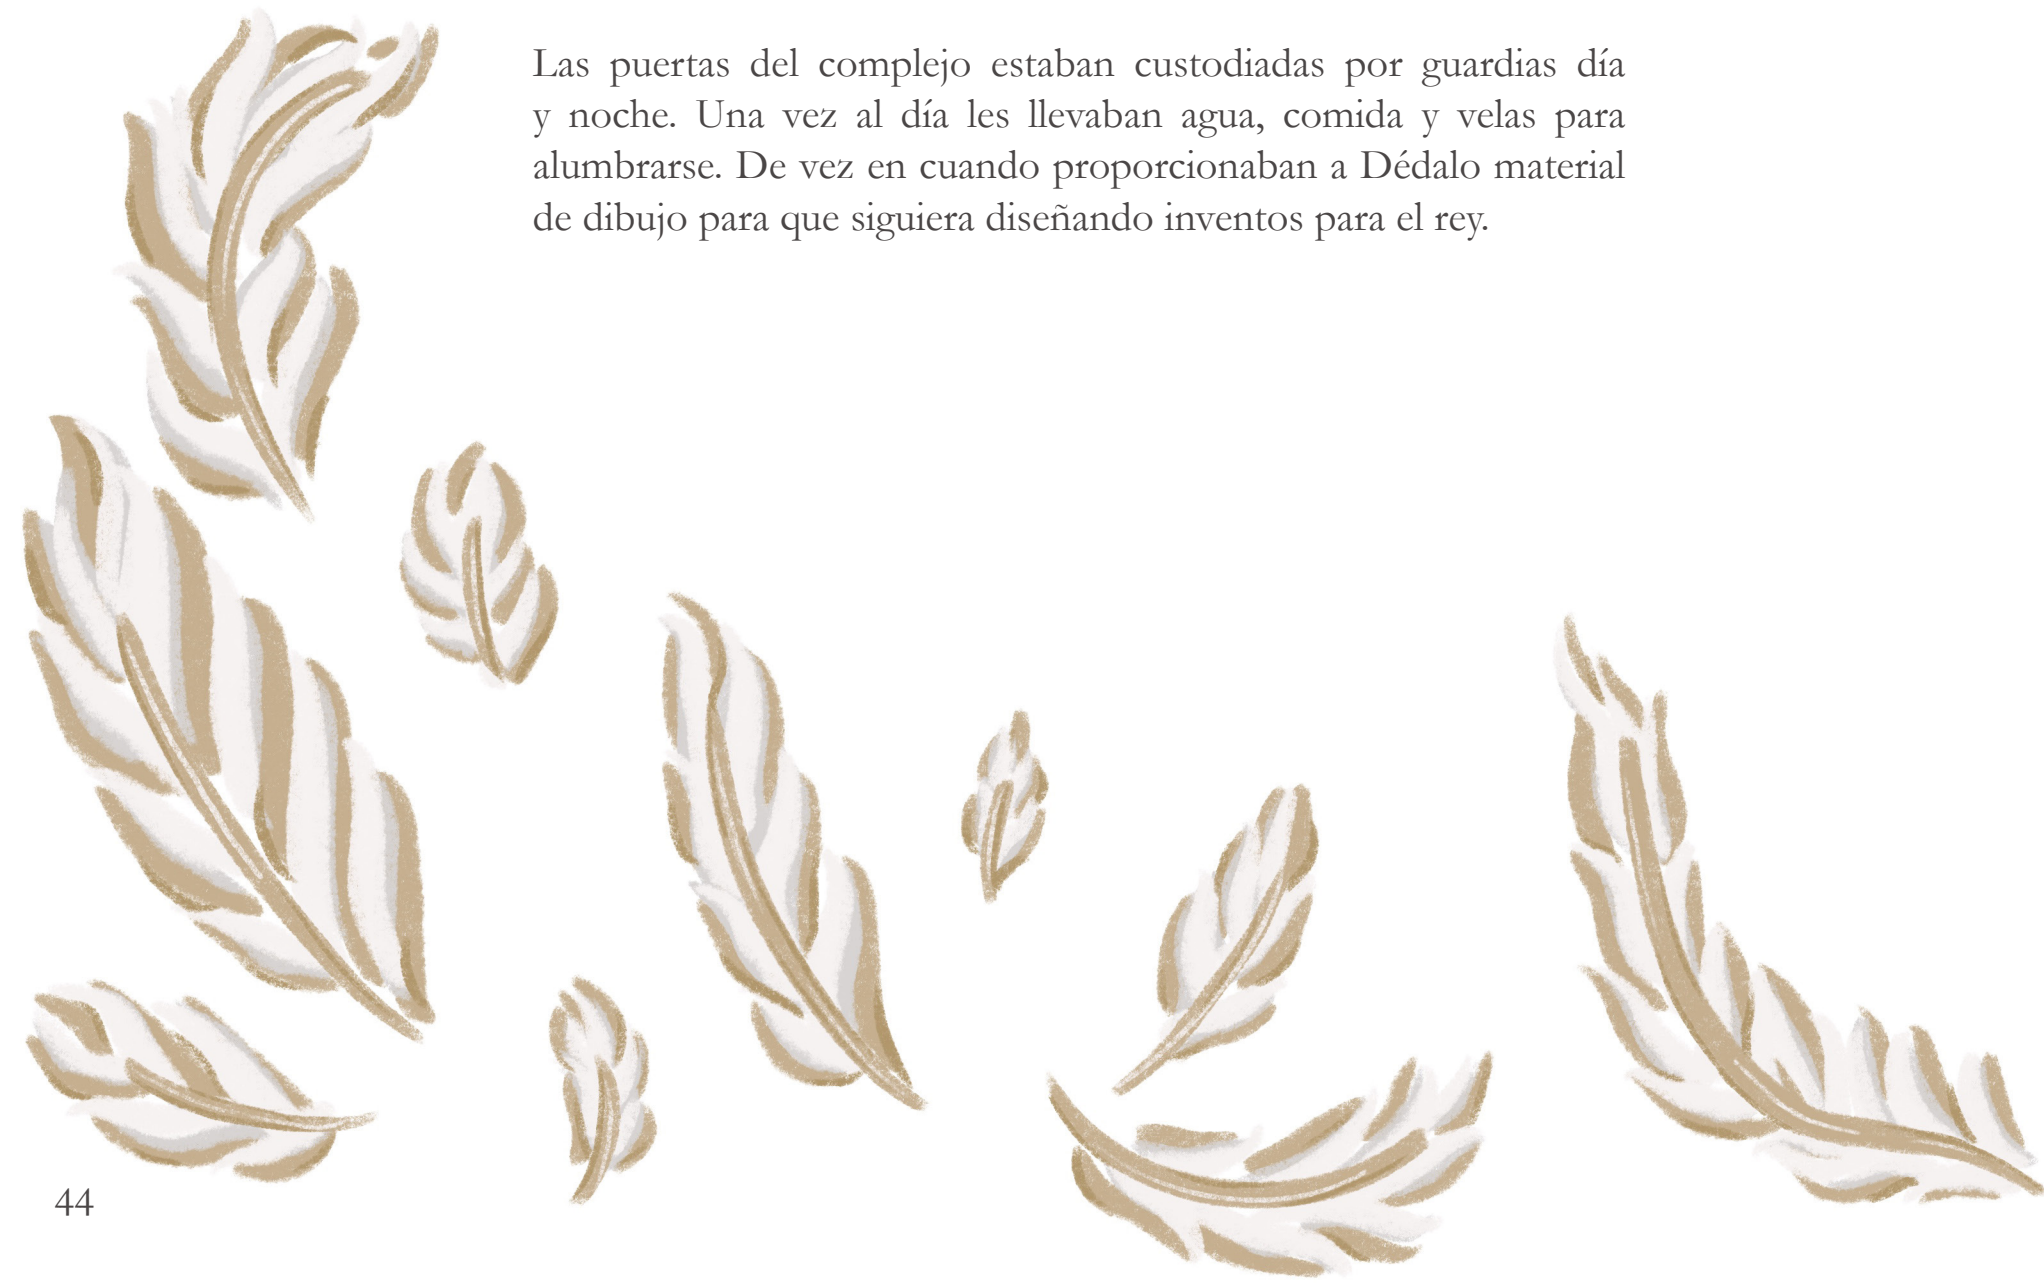 Las puertas del complejo estaban custodiadas por guardias día
y noche. Una vez al día les llevaban agua, comida y velas para
alumbrarse. De vez en cuando proporcionaban a Dédalo material
de dibujo para que siguiera diseñando inventos para el rey.
44